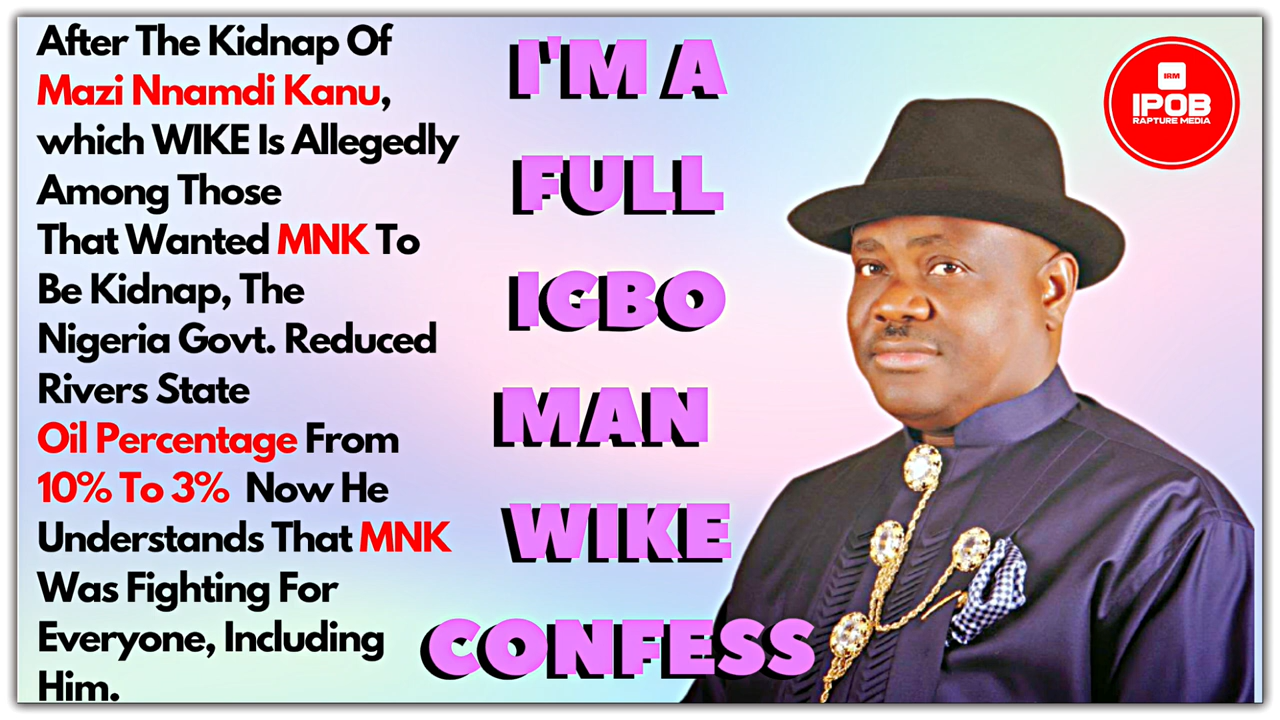 After The Kidnap Of
Mazi Nnamdi Kanu,
which WIKE Is Allegedly
Among Those
That Wanted MNK To
Be Kidnap, The
Nigeria Govt. Reduced
Rivers State
Oil Percentage From
10% To 3% Now He
Understands That MNK
Was Fighting For
Everyone, Including
Him.
I'M A
FULL
IGBO
MAN
WIKE
CONFESS
IRM
IPOB
RAPTURE MEDIA